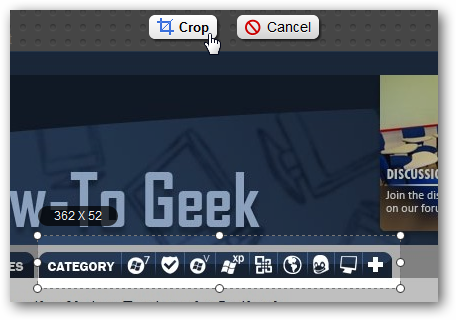 Crop Cancel
DISCUSSIO
Join the dis
on our foru
w-To Geek
362 X 52
ES CATEGORY 7 V XP